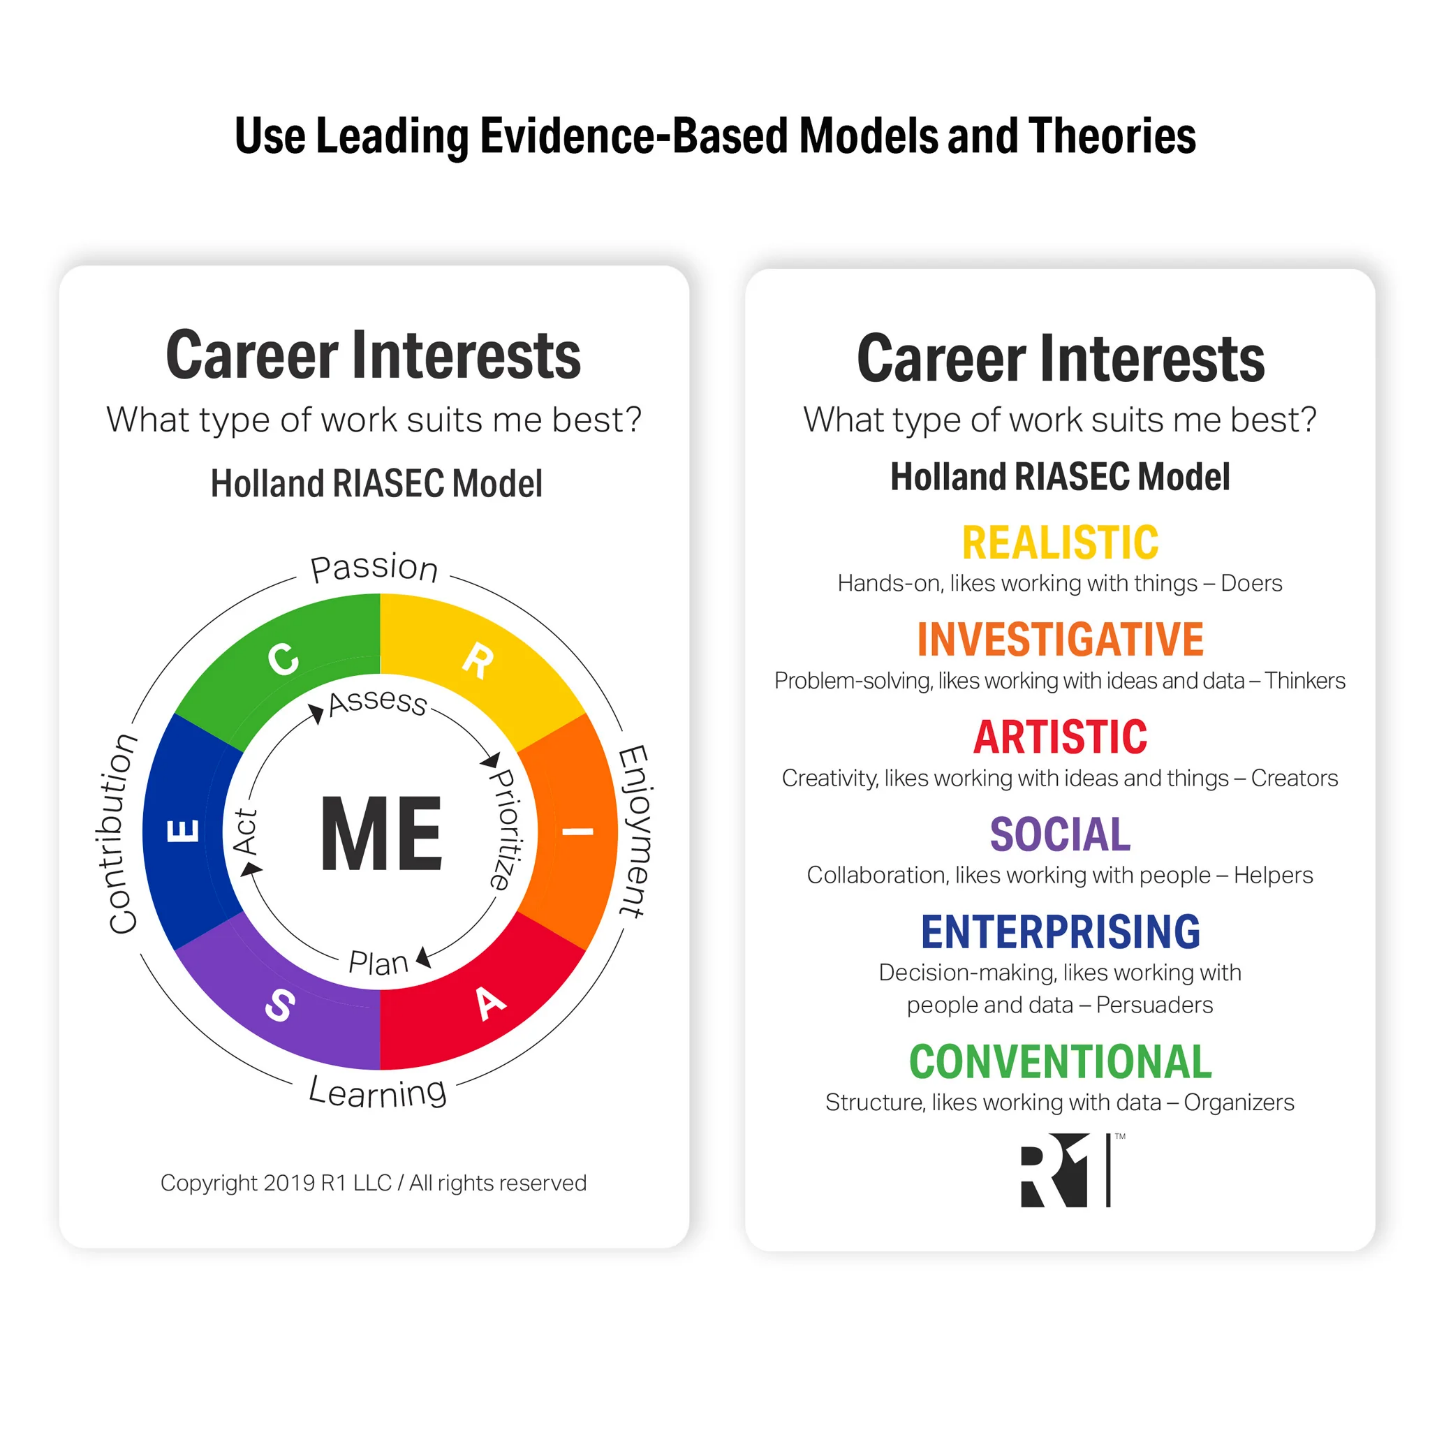 Use Leading Evidence-Based Models and Theories
Career Interests
What type of work suits me best?
Holland RIASEC Model
Passion
C
R
Assess
Contribution
Enjoyment
E
Act
ME
Prioritize
I
Plan
S
A
Learning
Copyright 2019 R1 LLC / All rights reserved
Career Interests
What type of work suits me best?
Holland RIASEC Model
REALISTIC
Hands-on, likes working with things – Doers
INVESTIGATIVE
Problem-solving, likes working with ideas and data – Thinkers
ARTISTIC
Creativity, likes working with ideas and things – Creators
SOCIAL
Collaboration, likes working with people – Helpers
ENTERPRISING
Decision-making, likes working with
people and data – Persuaders
CONVENTIONAL
Structure, likes working with data – Organizers
R1 ™